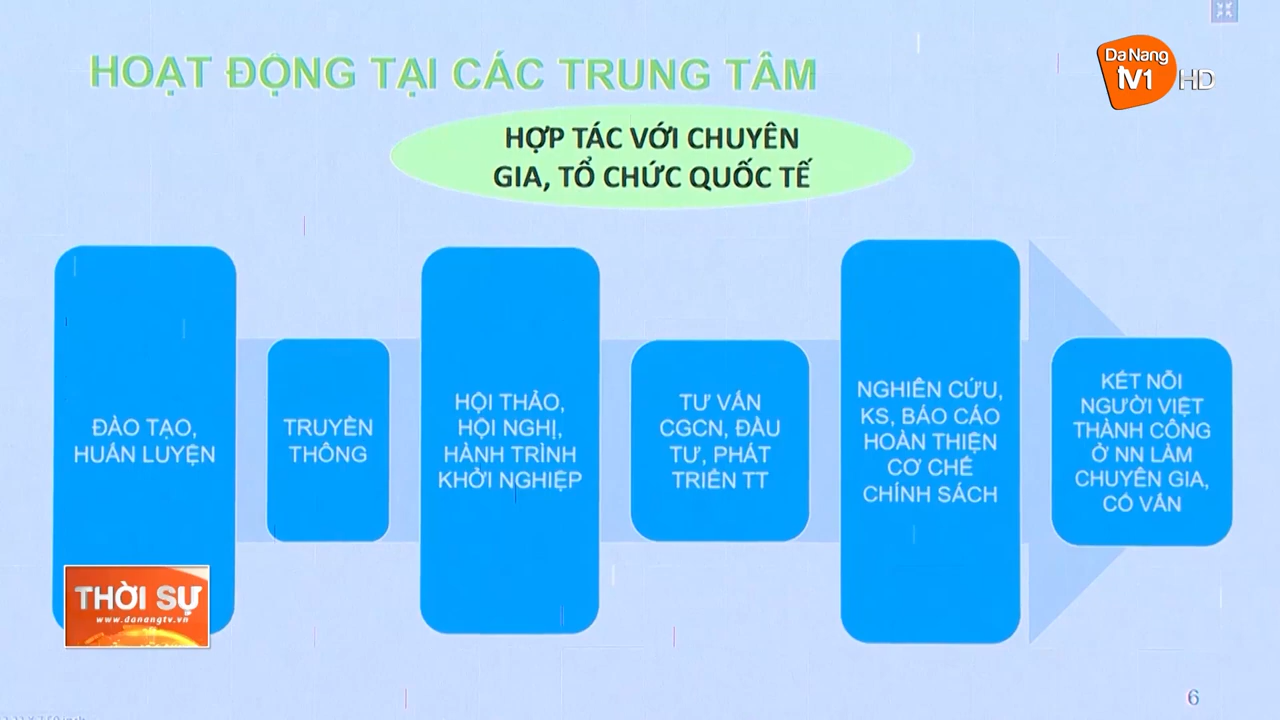 HOẠT ĐỘNG TẠI CÁC TRUNG TÂM
Da Nang
tv1 HD
HỢP TÁC VỚI CHUYÊN
GIA, TỔ CHỨC QUỐC TẾ
ĐÀO TẠO,
HUẤN LUYỆN
TRUYỀN
THÔNG
HỘI THẢO,
HỘI NGHỊ,
HÀNH TRÌNH
KHỞI NGHIỆP
TƯ VẤN
CGCN, ĐẦU
TƯ, PHÁT
TRIỂN TT
NGHIÊN CỨU,
KS, BÁO CÁO
HOÀN THIỆN
CƠ CHẾ
CHÍNH SÁCH
KẾT NỐI
NGƯỜI VIỆT
THÀNH CÔNG
Ở NN LÀM
CHUYÊN GIA,
CỐ VẤN
THỜI SỰ
www.danangtv.vn
6